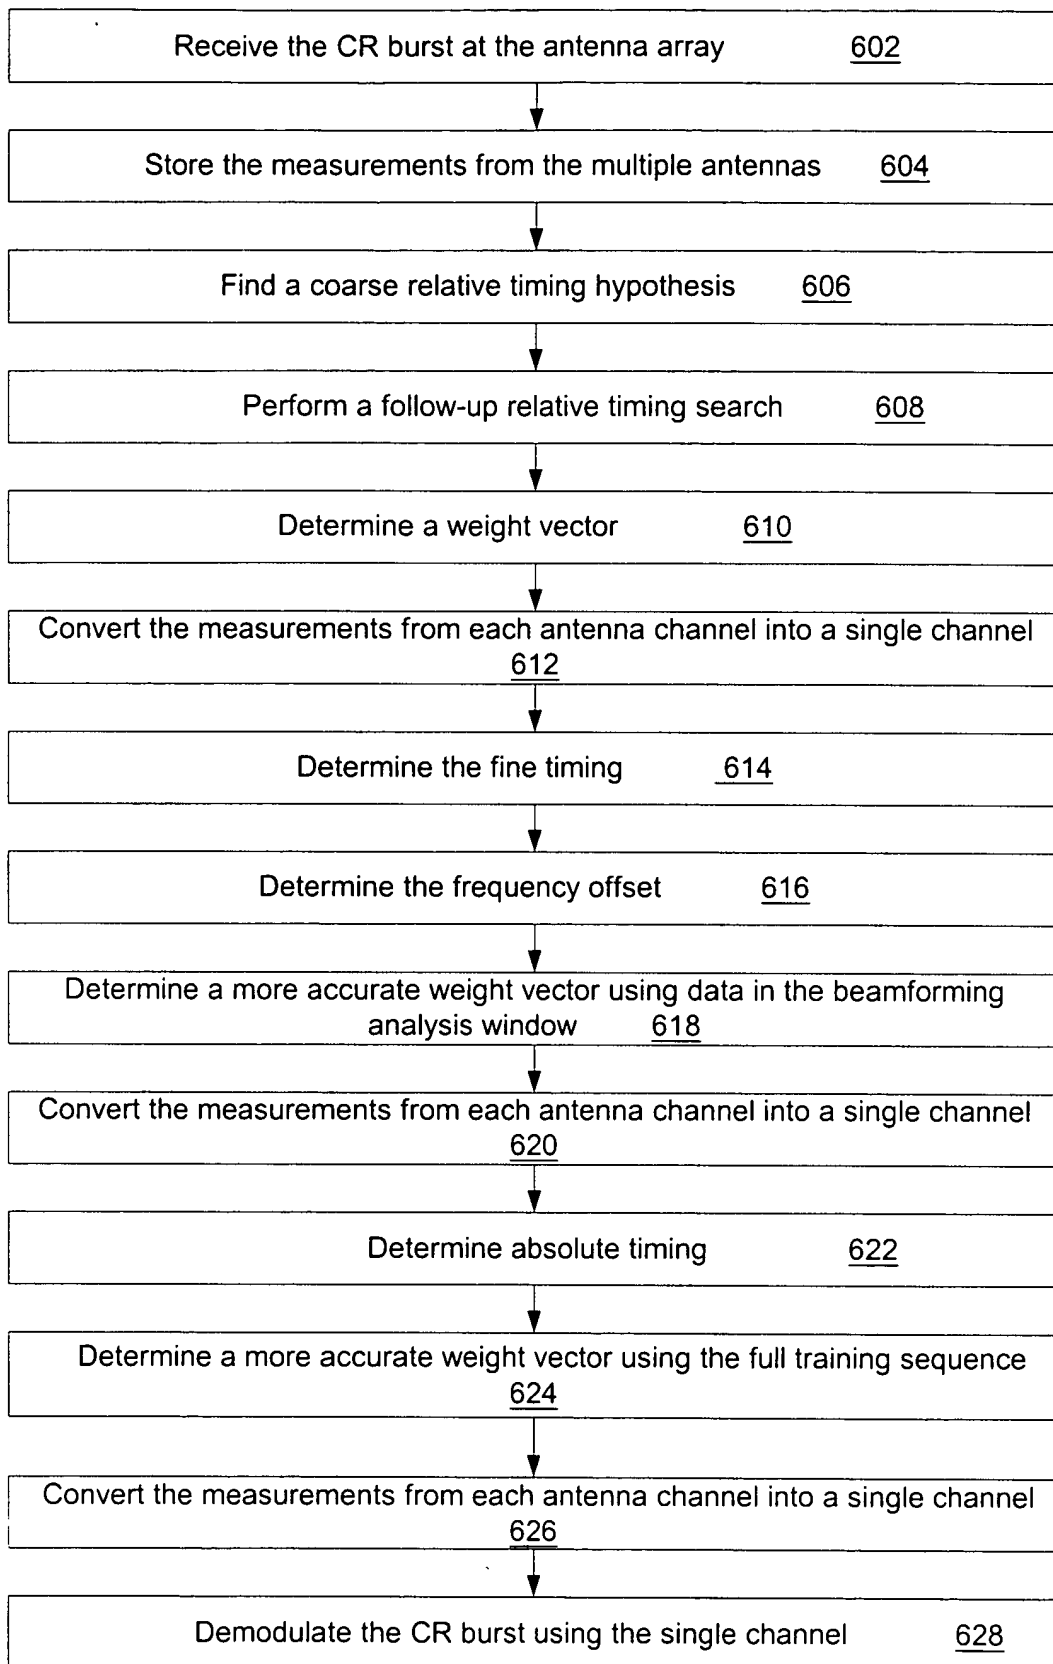 Receive the CR burst at the antenna array 602
Store the measurements from the multiple antennas 604
Find a coarse relative timing hypothesis 606
Perform a follow-up relative timing search 608
Determine a weight vector 610
Convert the measurements from each antenna channel into a single channel
612
Determine the fine timing 614
Determine the frequency offset 616
Determine a more accurate weight vector using data in the beamforming
analysis window 618
Convert the measurements from each antenna channel into a single channel
620
Determine absolute timing 622
Determine a more accurate weight vector using the full training sequence
624
Convert the measurements from each antenna channel into a single channel
626
Demodulate the CR burst using the single channel 628